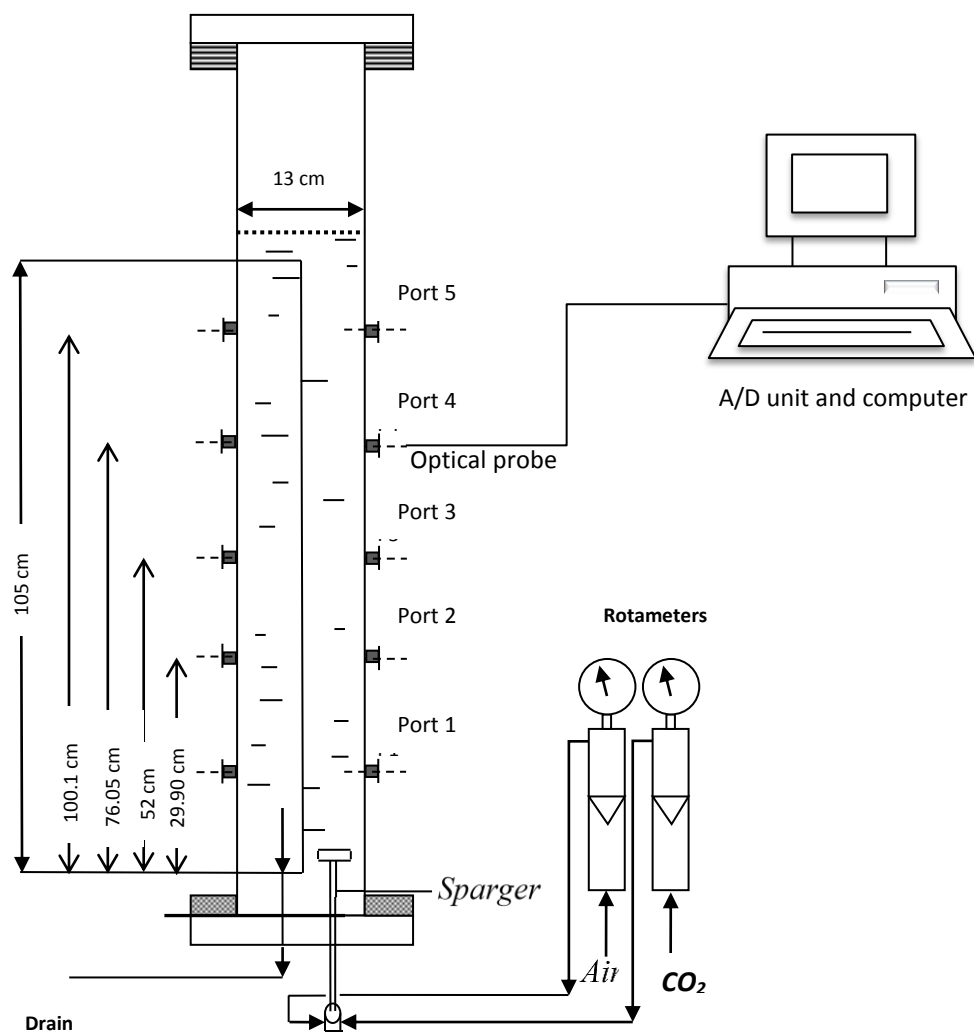 13 cm
Port 5
Port 4
A/D unit and computer
Optical probe
Port 3
105 cm
Port 2
Rotameters
Port 1
100.1 cm
76.05 cm
52 cm
29.90 cm
Sparger
Air
CO₂
Drain